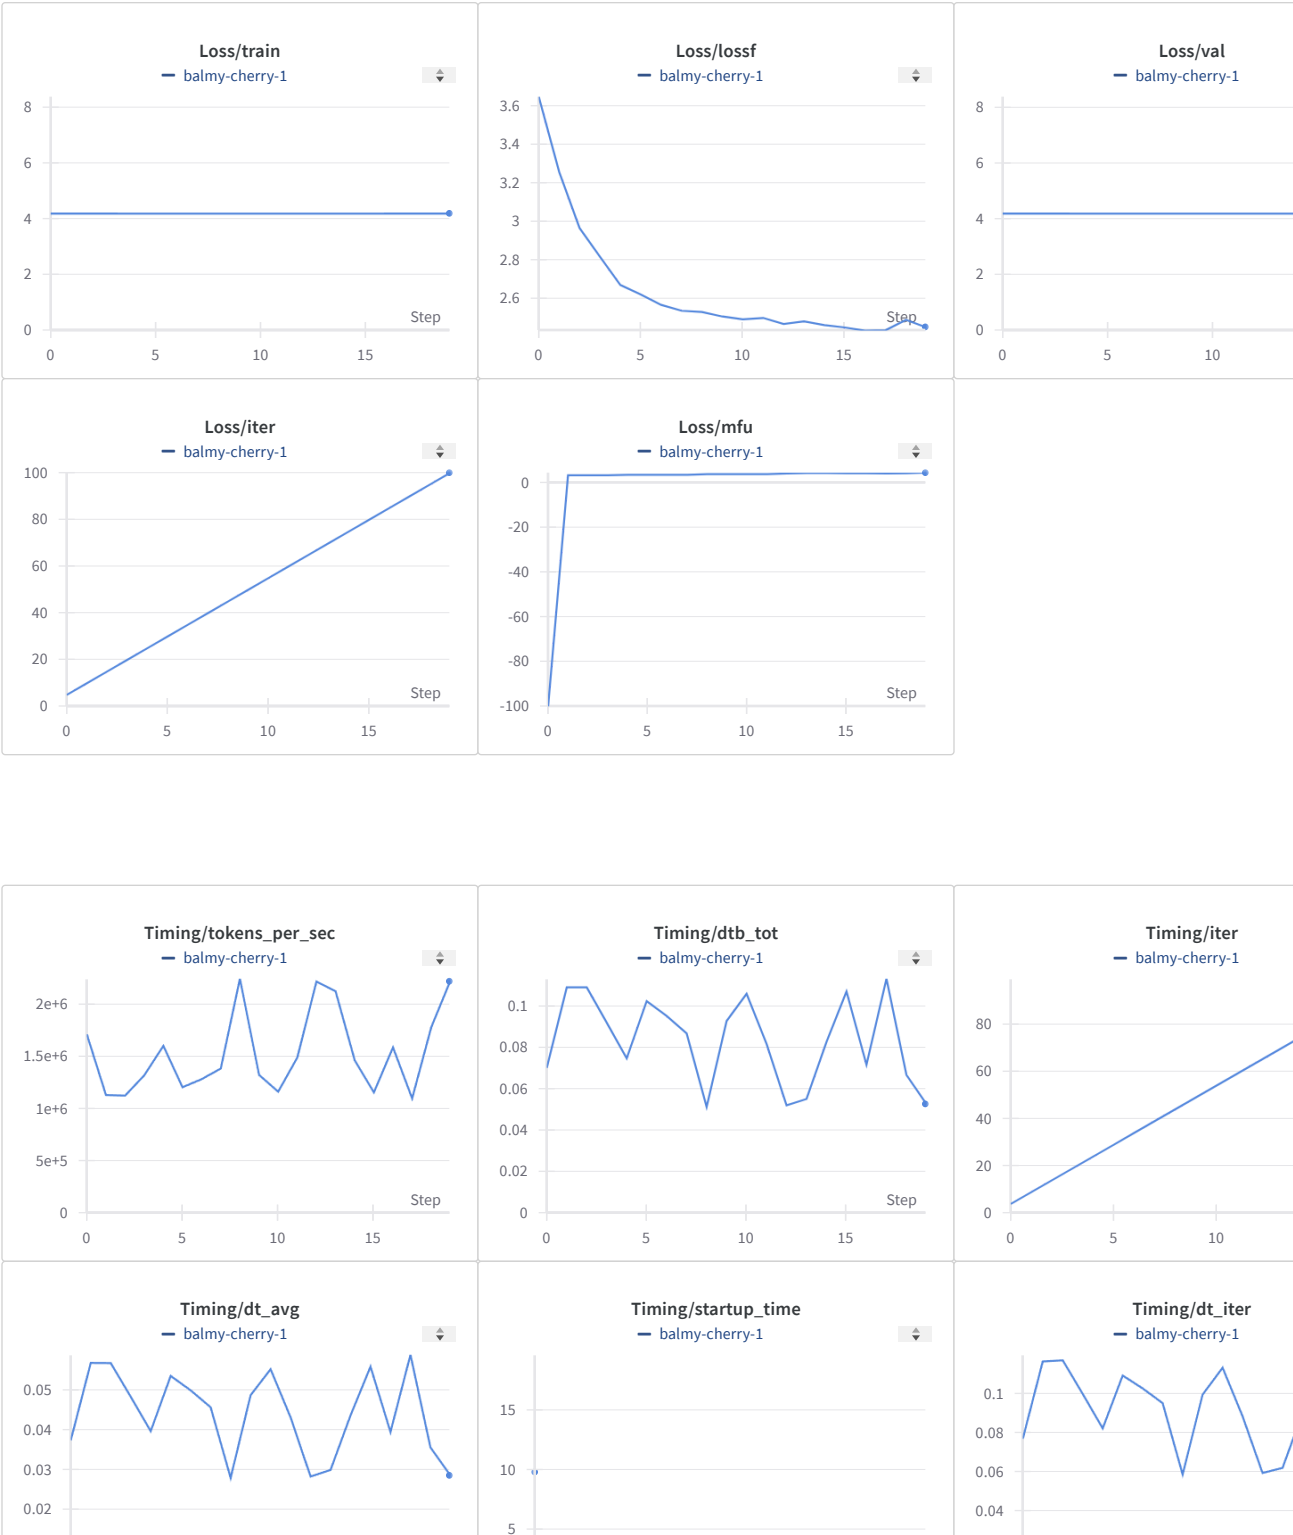 Loss/train
balmy-cherry-1
8
6
4
2
0
Step
0 5 10 15
Loss/lossf
balmy-cherry-1
3.6
3.4
3.2
3
2.8
2.6
Step
0 5 10 15
Loss/val
balmy-cherry-1
8
6
4
2
0
0 5 10
Loss/iter
balmy-cherry-1
100
80
60
40
20
0
Step
0 5 10 15
Loss/mfu
balmy-cherry-1
0
-20
-40
-60
-80
-100
Step
0 5 10 15
Timing/tokens_per_sec
balmy-cherry-1
2e+6
1.5e+6
1e+6
5e+5
0
Step
0 5 10 15
Timing/dtb_tot
balmy-cherry-1
0.1
0.08
0.06
0.04
0.02
0
Step
0 5 10 15
Timing/iter
balmy-cherry-1
80
60
40
20
0
0 5 10
Timing/dt_avg
balmy-cherry-1
0.05
0.04
0.03
0.02
Timing/startup_time
balmy-cherry-1
15
10
5
Timing/dt_iter
balmy-cherry-1
0.1
0.08
0.06
0.04